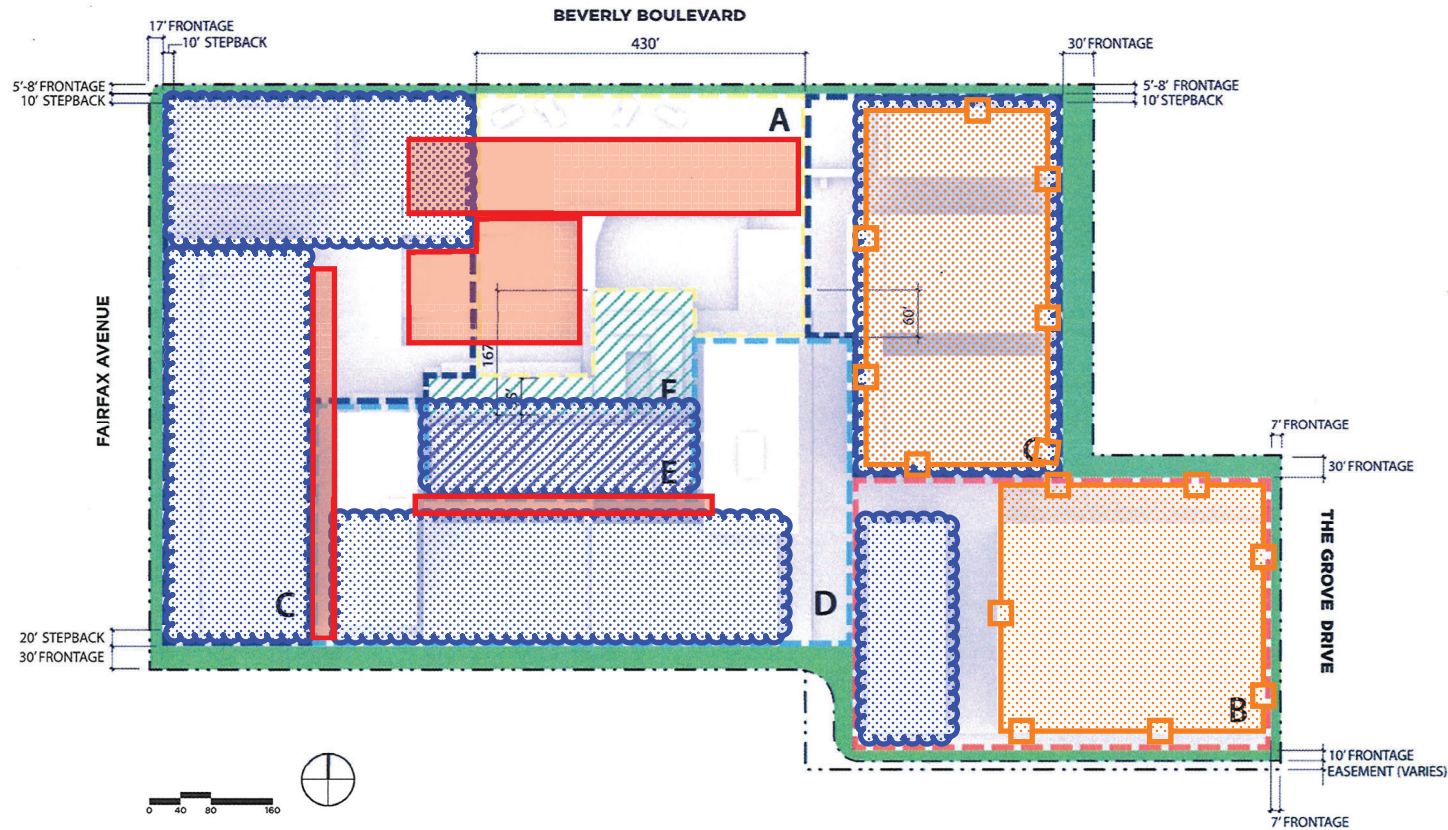 BEVERLY BOULEVARD
17' FRONTAGE
10' STEPBACK
430'
30' FRONTAGE
5'-8' FRONTAGE
10' STEPBACK
5'-8' FRONTAGE
10' STEPBACK
A
FAIRFAX AVENUE
167
60'
E
C
D
B
7' FRONTAGE
30' FRONTAGE
THE GROVE DRIVE
20' STEPBACK
30' FRONTAGE
10' FRONTAGE
EASEMENT (VARIES)
7' FRONTAGE
0 40 80 160